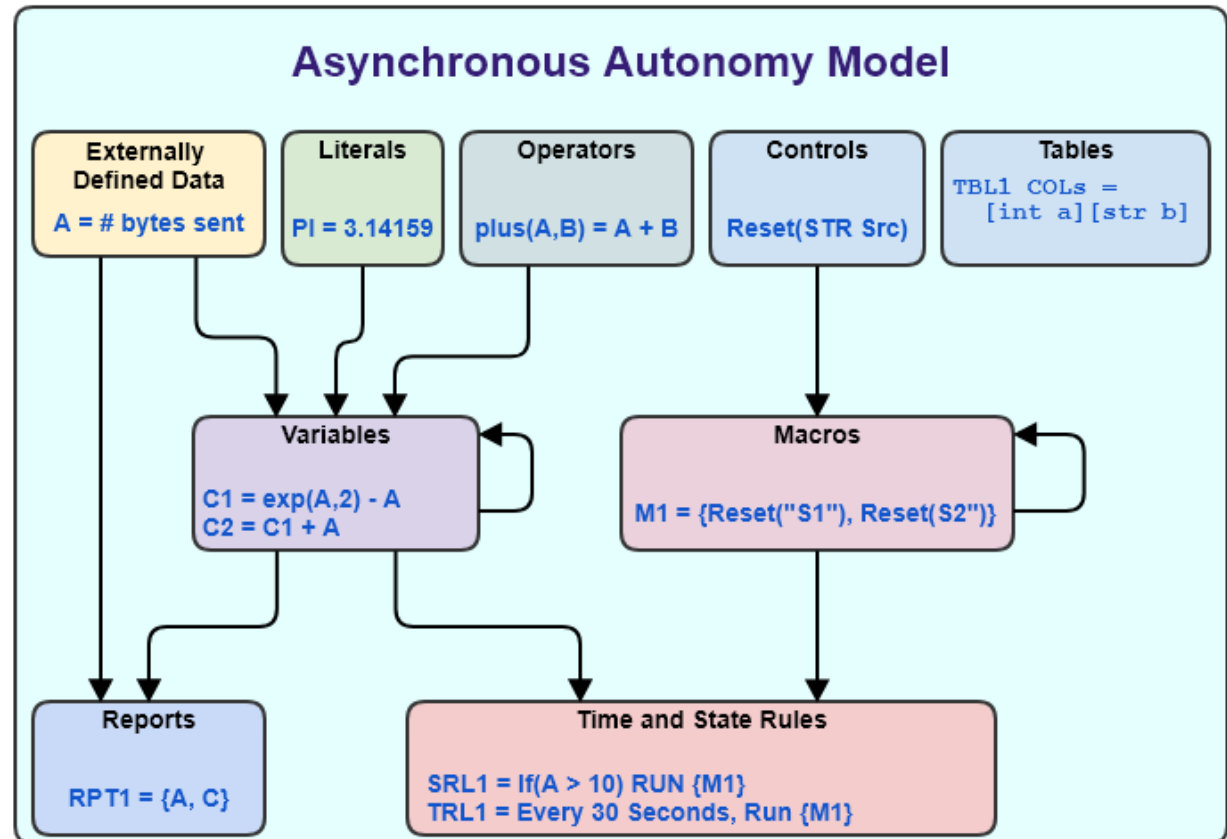 Asynchronous Autonomy Model
Externally
Defined Data
A = # bytes sent
Literals
PI = 3.14159
Operators
plus(A,B) = A + B
Controls
Reset(STR Src)
Tables
TBL1 COLs =
[int a][str b]
Variables
C1 = exp(A,2) - A
C2 = C1 + A
Macros
M1 = {Reset("S1"), Reset(S2")}
Reports
RPT1 = {A, C}
Time and State Rules
SRL1 = If(A > 10) RUN {M1}
TRL1 = Every 30 Seconds, Run {M1}